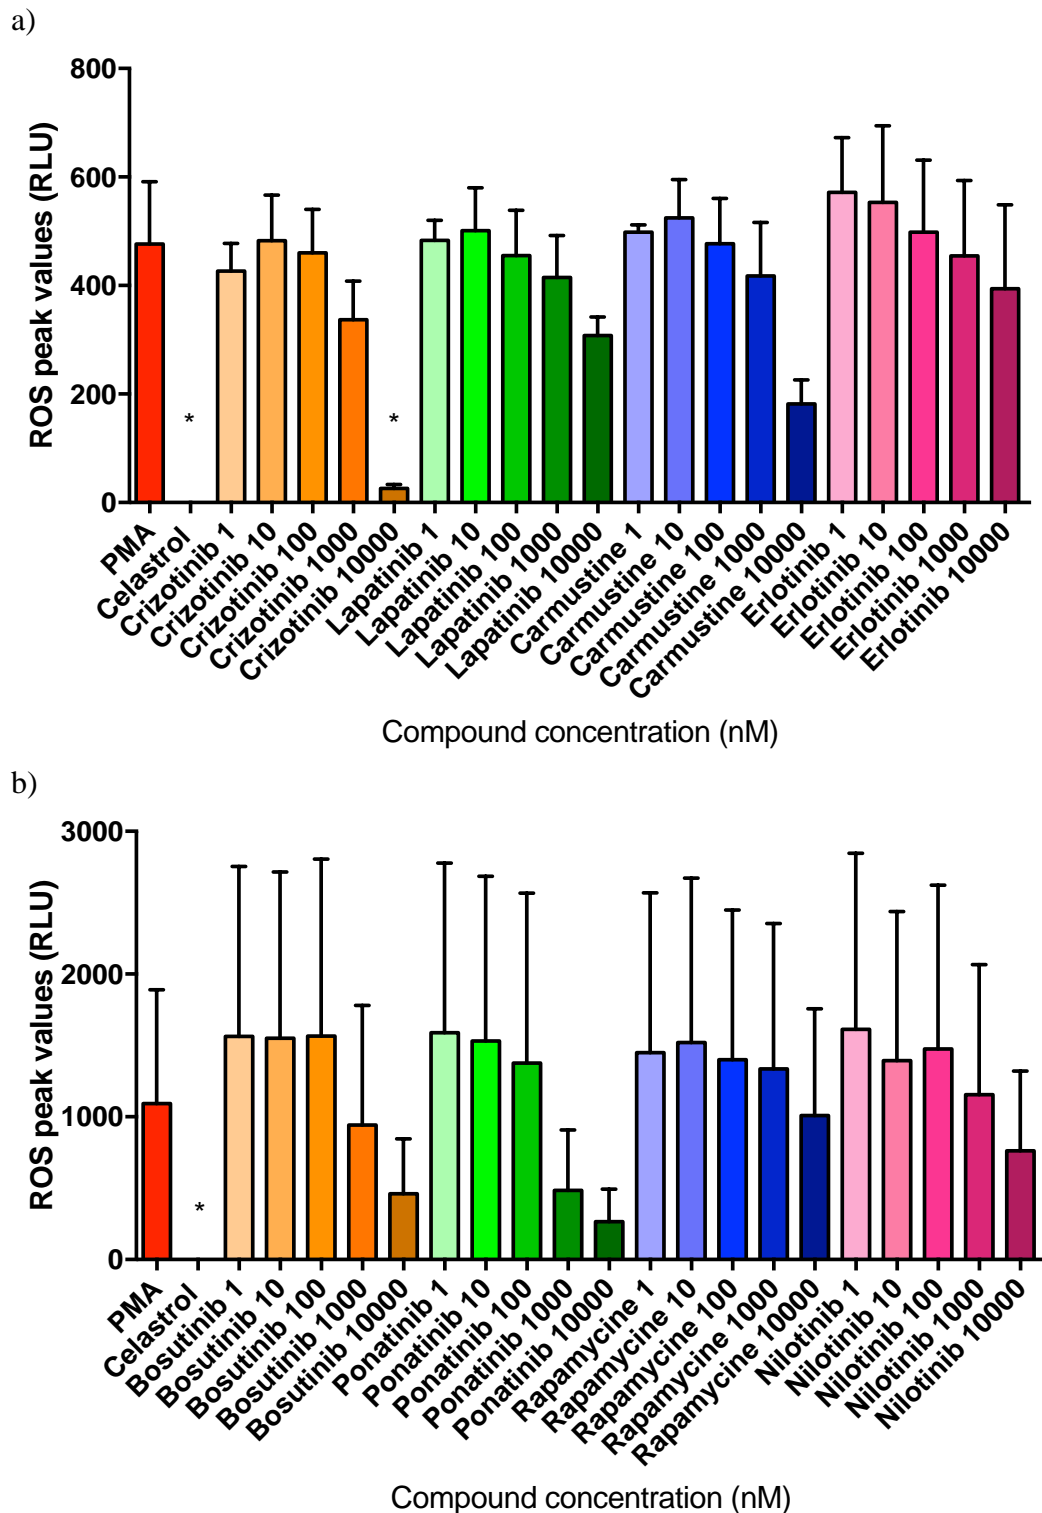 a)
ROS peak values (RLU)
800
600
400
200
0
*
*
PMA
Celastrol
Crizotinib 1
Crizotinib 10
Crizotinib 100
Crizotinib 1000
Crizotinib 10000
Lapatinib 1
Lapatinib 10
Lapatinib 100
Lapatinib 1000
Lapatinib 10000
Carmustine 1
Carmustine 10
Carmustine 100
Carmustine 1000
Carmustine 10000
Erlotinib 1
Erlotinib 10
Erlotinib 100
Erlotinib 1000
Erlotinib 10000
Compound concentration (nM)
b)
ROS peak values (RLU)
3000
2000
1000
0
*
PMA
Celastrol
Bosutinib 1
Bosutinib 10
Bosutinib 100
Bosutinib 1000
Bosutinib 10000
Ponatinib 1
Ponatinib 10
Ponatinib 100
Ponatinib 1000
Ponatinib 10000
Rapamycine 1
Rapamycine 10
Rapamycine 100
Rapamycine 1000
Rapamycine 10000
Nilotinib 1
Nilotinib 10
Nilotinib 100
Nilotinib 1000
Nilotinib 10000
Compound concentration (nM)